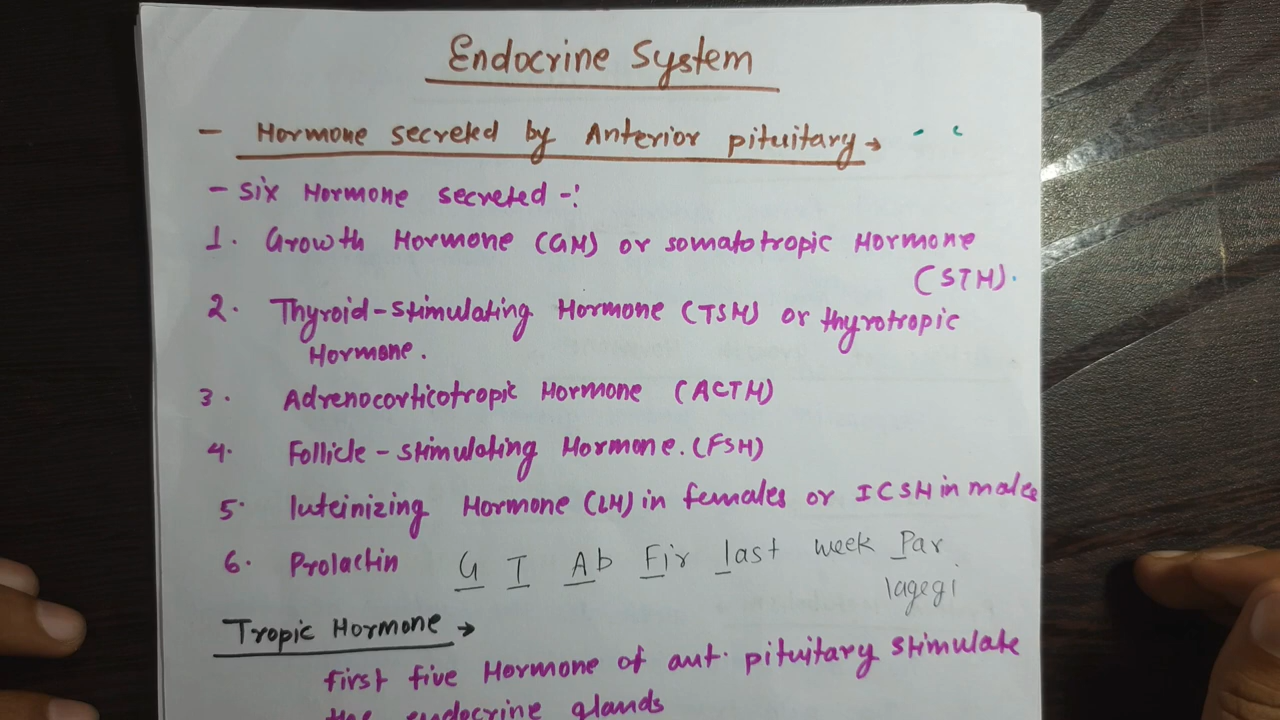 Endocrine System
- Hormone secreted by Anterior pituitary →
- Six Hormone secreted -:
1. Growth Hormone (GH) or somatotropic Hormone
(STH).
2. Thyroid-stimulating Hormone (TSH) or thyrotropic
Hormone.
3. Adrenocorticotropic Hormone (ACTH)
4. Follicle-stimulating Hormone. (FSH)
5. luteinizing Hormone (LH) in females or ICSH in males
6. Prolactin G T Ab Fir last week Par
lagegi
Tropic Hormone →
first five Hormone of ant. pituitary stimulate
the endocrine glands